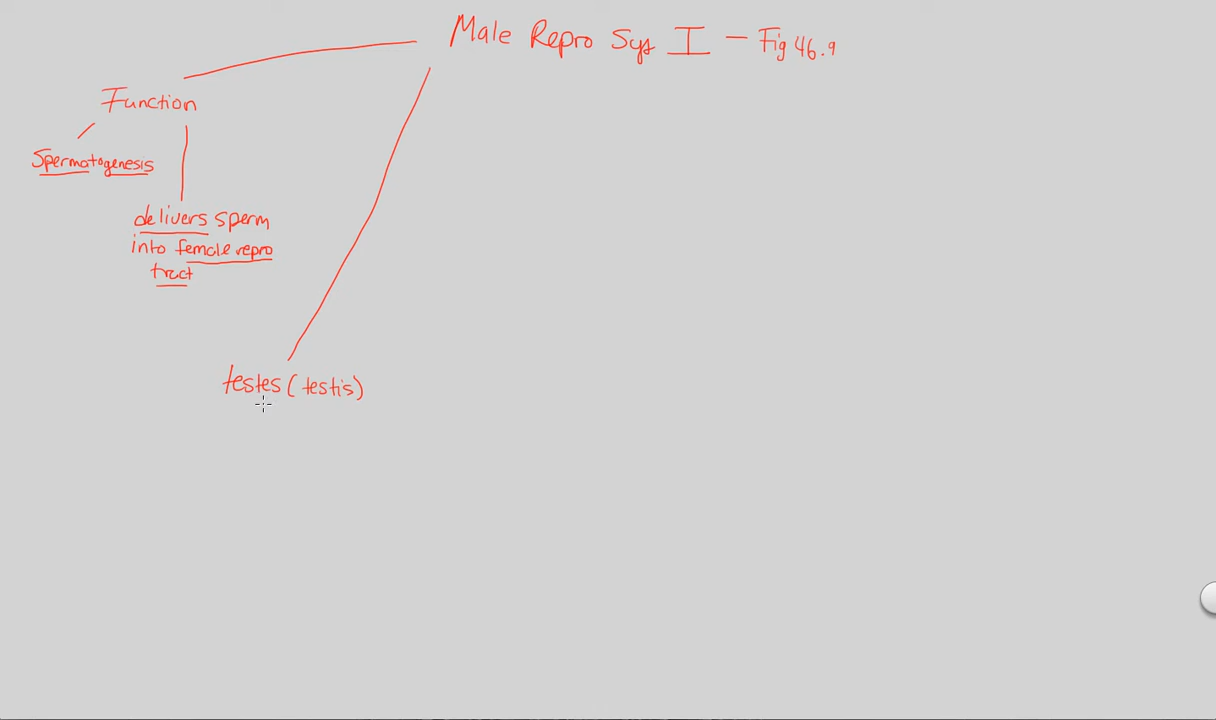 Male Repro Sys I - Fig 46.9
Function
Spermatogenesis
delivers sperm
into female repro
tract
testes (testis)